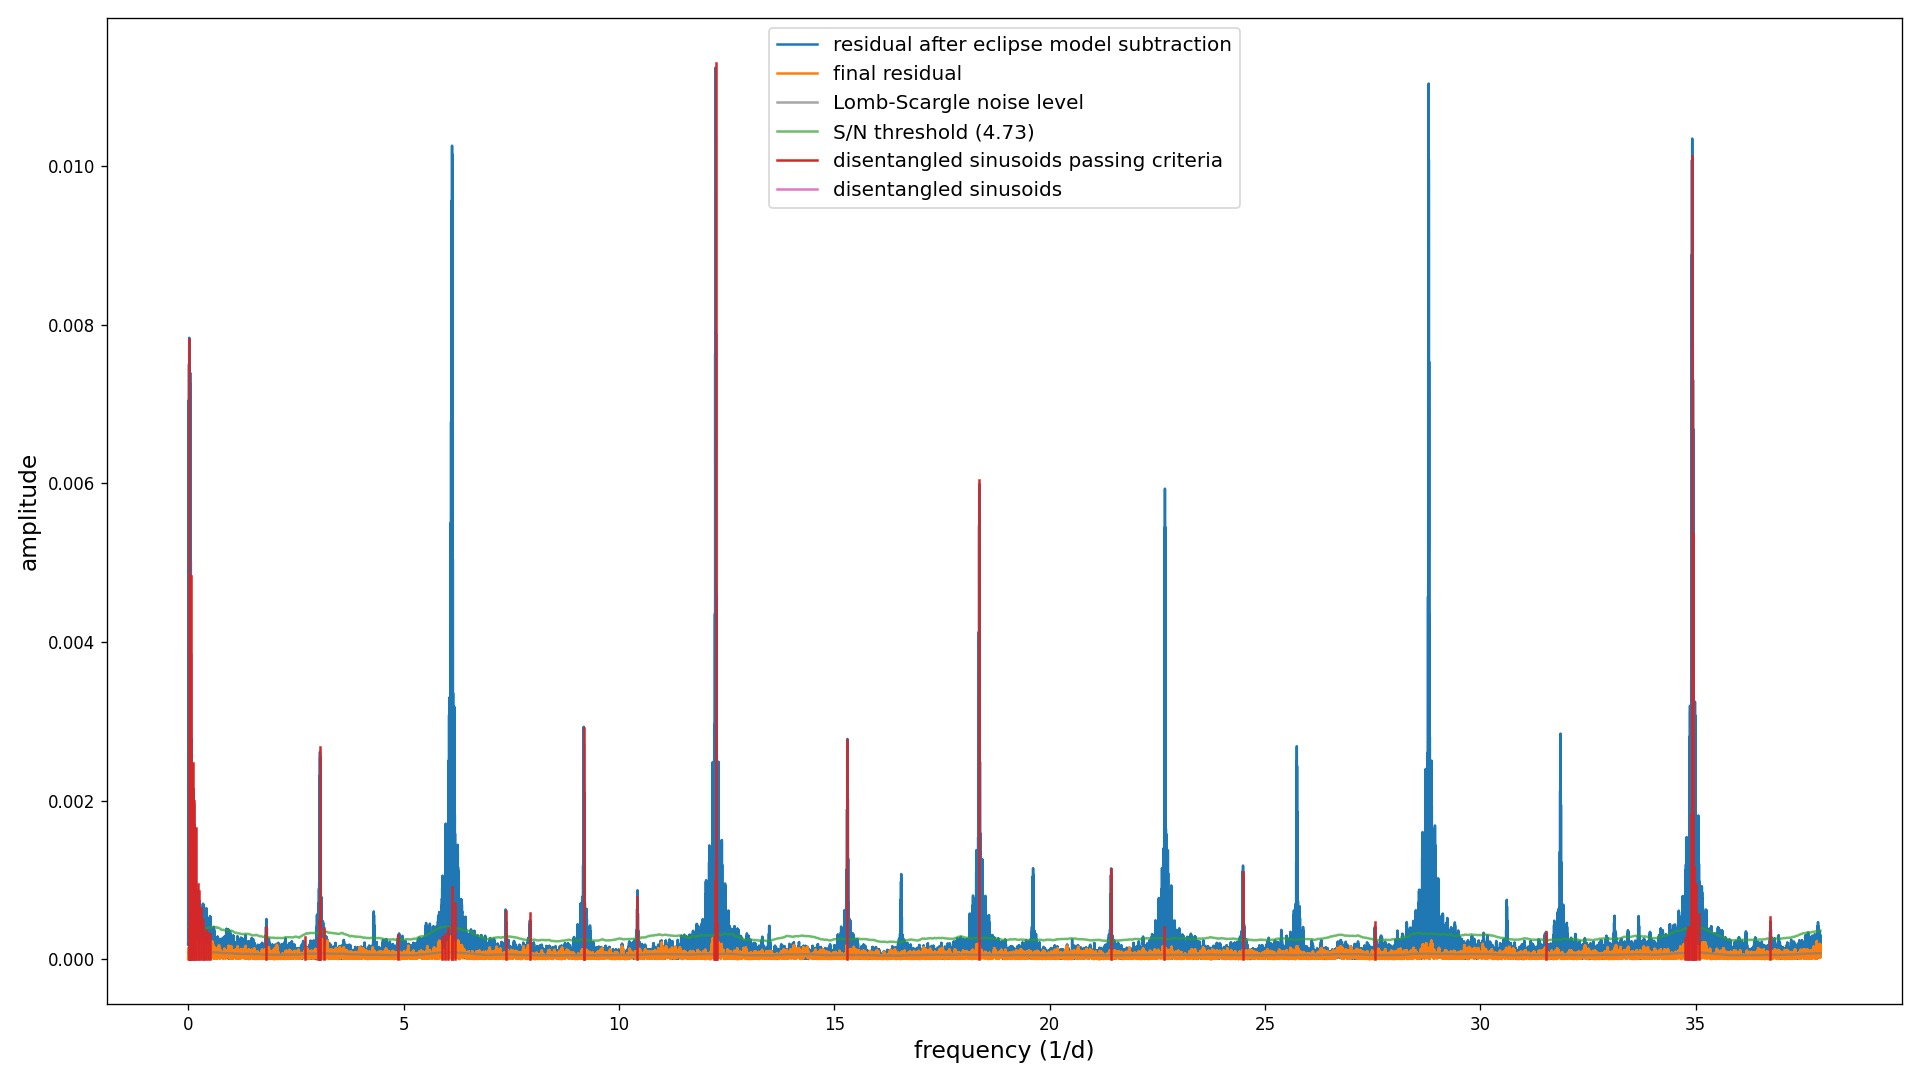 residual after eclipse model subtraction
final residual
Lomb-Scargle noise level
S/N threshold (4.73)
disentangled sinusoids passing criteria
disentangled sinusoids
amplitude
0.010
0.008
0.006
0.004
0.002
0.000
0 5 10 15 20 25 30 35
frequency (1/d)